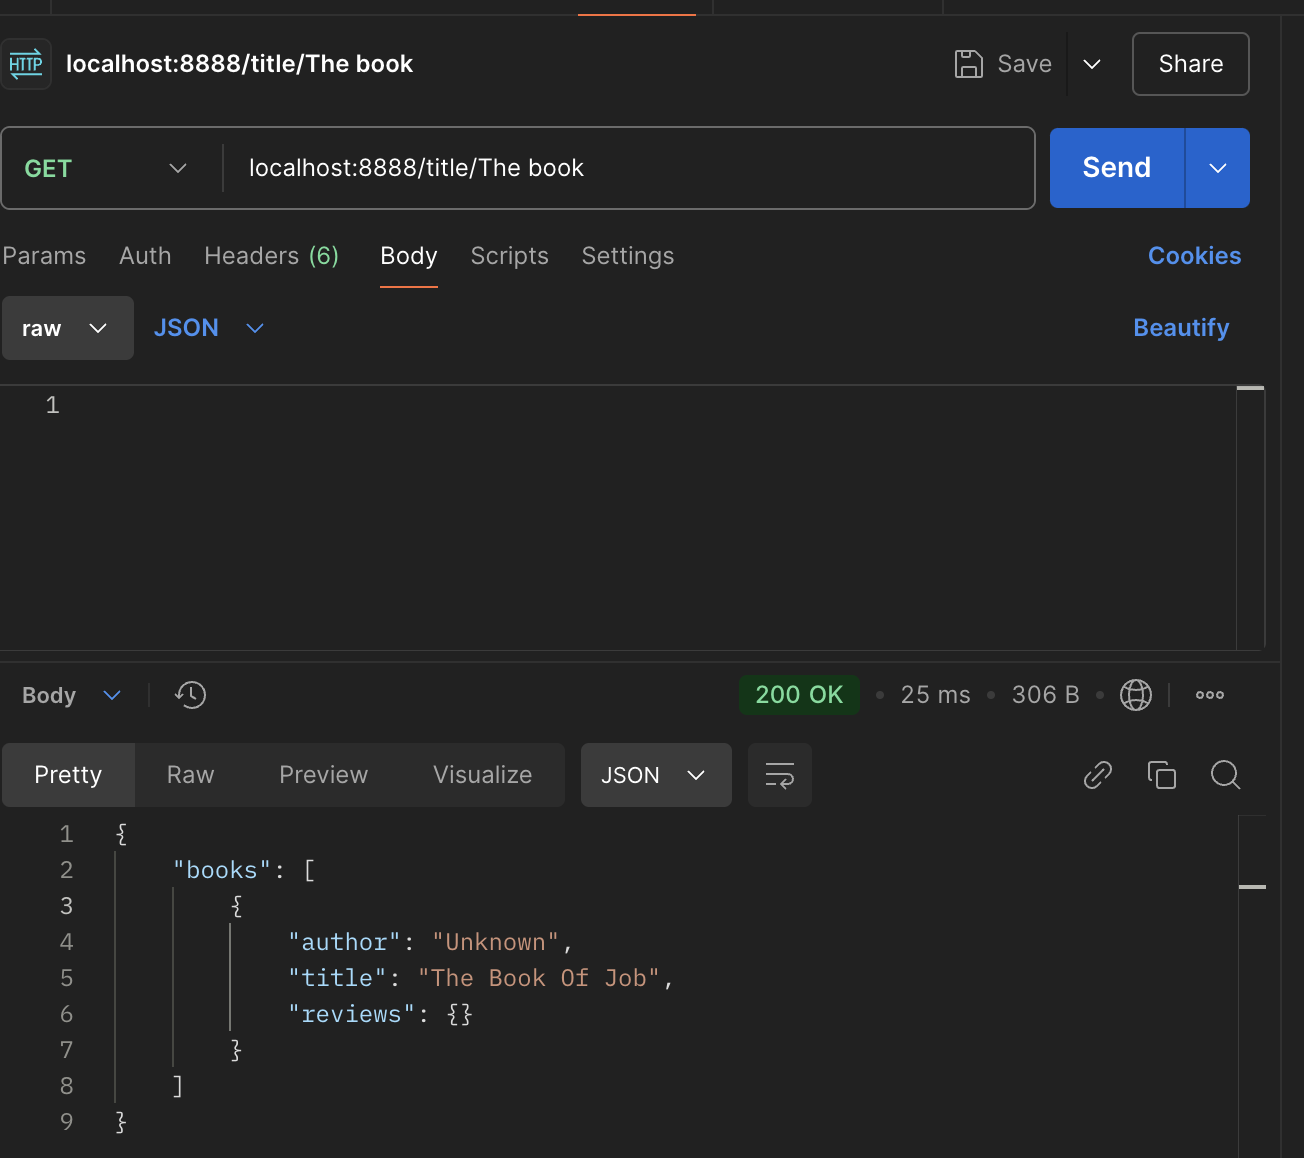 HTTP localhost:8888/title/The book Save Share
GET localhost:8888/title/The book Send
Params Auth Headers (6) Body Scripts Settings Cookies
raw JSON Beautify
1
Body 200 OK • 25 ms • 306 B •
Pretty Raw Preview Visualize JSON
1 {
2 "books": [
3 {
4 "author": "Unknown",
5 "title": "The Book Of Job",
6 "reviews": {}
7 }
8 ]
9 }